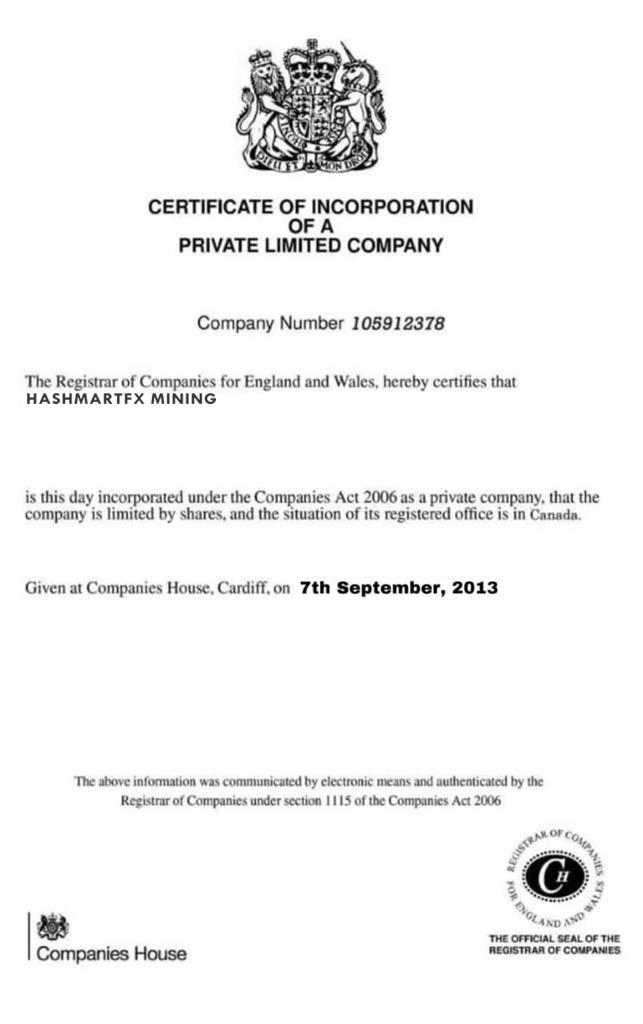 DIEU ET MON DROIT
CERTIFICATE OF INCORPORATION
OF A
PRIVATE LIMITED COMPANY
Company Number 105912378
The Registrar of Companies for England and Wales, hereby certifies that
HASHMARTFX MINING
is this day incorporated under the Companies Act 2006 as a private company, that the
company is limited by shares, and the situation of its registered office is in Canada.
Given at Companies House, Cardiff, on 7th September, 2013
The above information was communicated by electronic means and authenticated by the
Registrar of Companies under section 1115 of the Companies Act 2006
REGISTRAR OF COMPANIES
FOR ENGLAND AND WALES
CH
THE OFFICIAL SEAL OF THE
REGISTRAR OF COMPANIES
Companies House